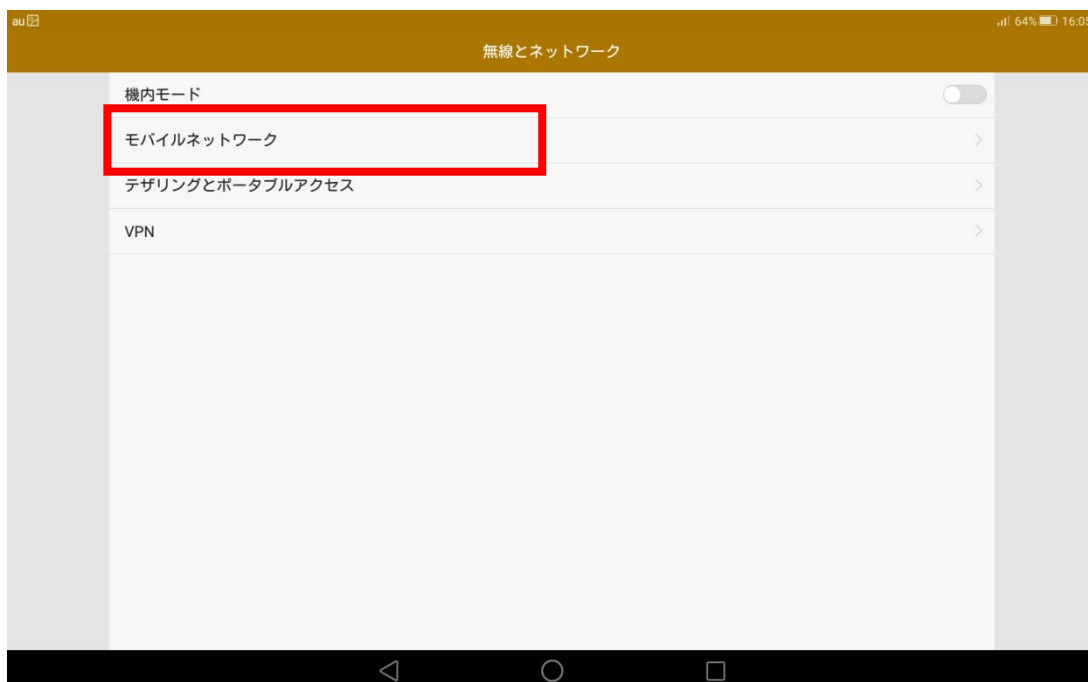 au 64% 16:05
無線とネットワーク
機内モード
モバイルネットワーク
テザリングとポータブルアクセス
VPN